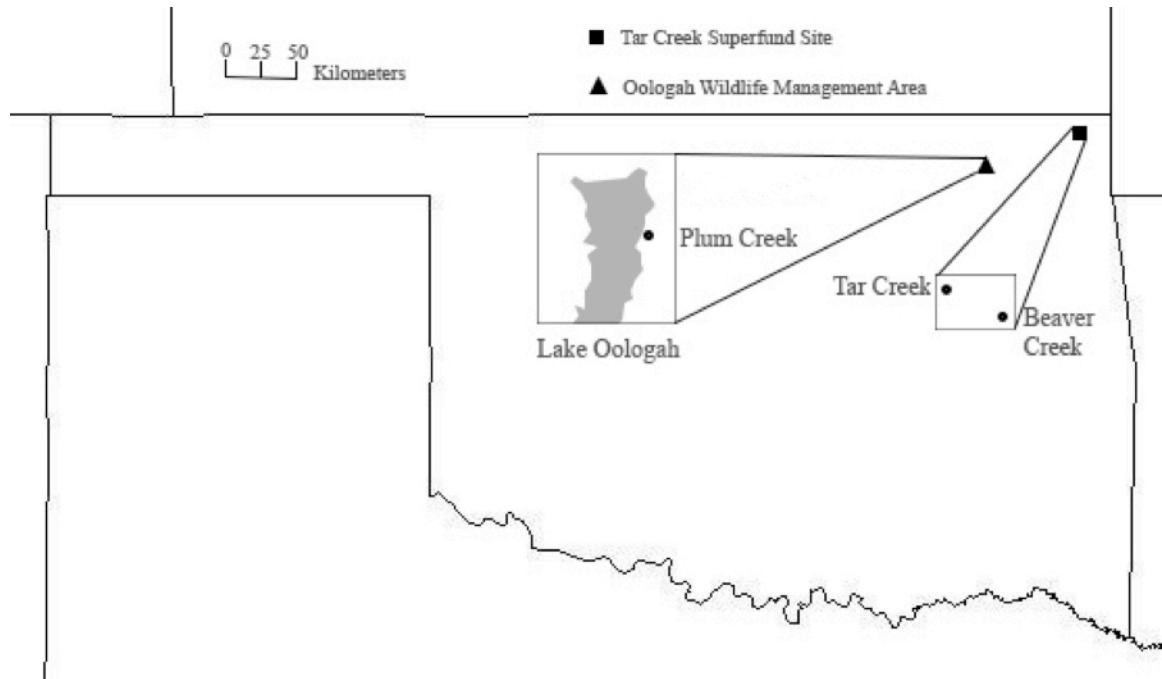 0 25 50
Kilometers
Tar Creek Superfund Site
Oologah Wildlife Management Area
Plum Creek
Lake Oologah
Tar Creek
Beaver
Creek